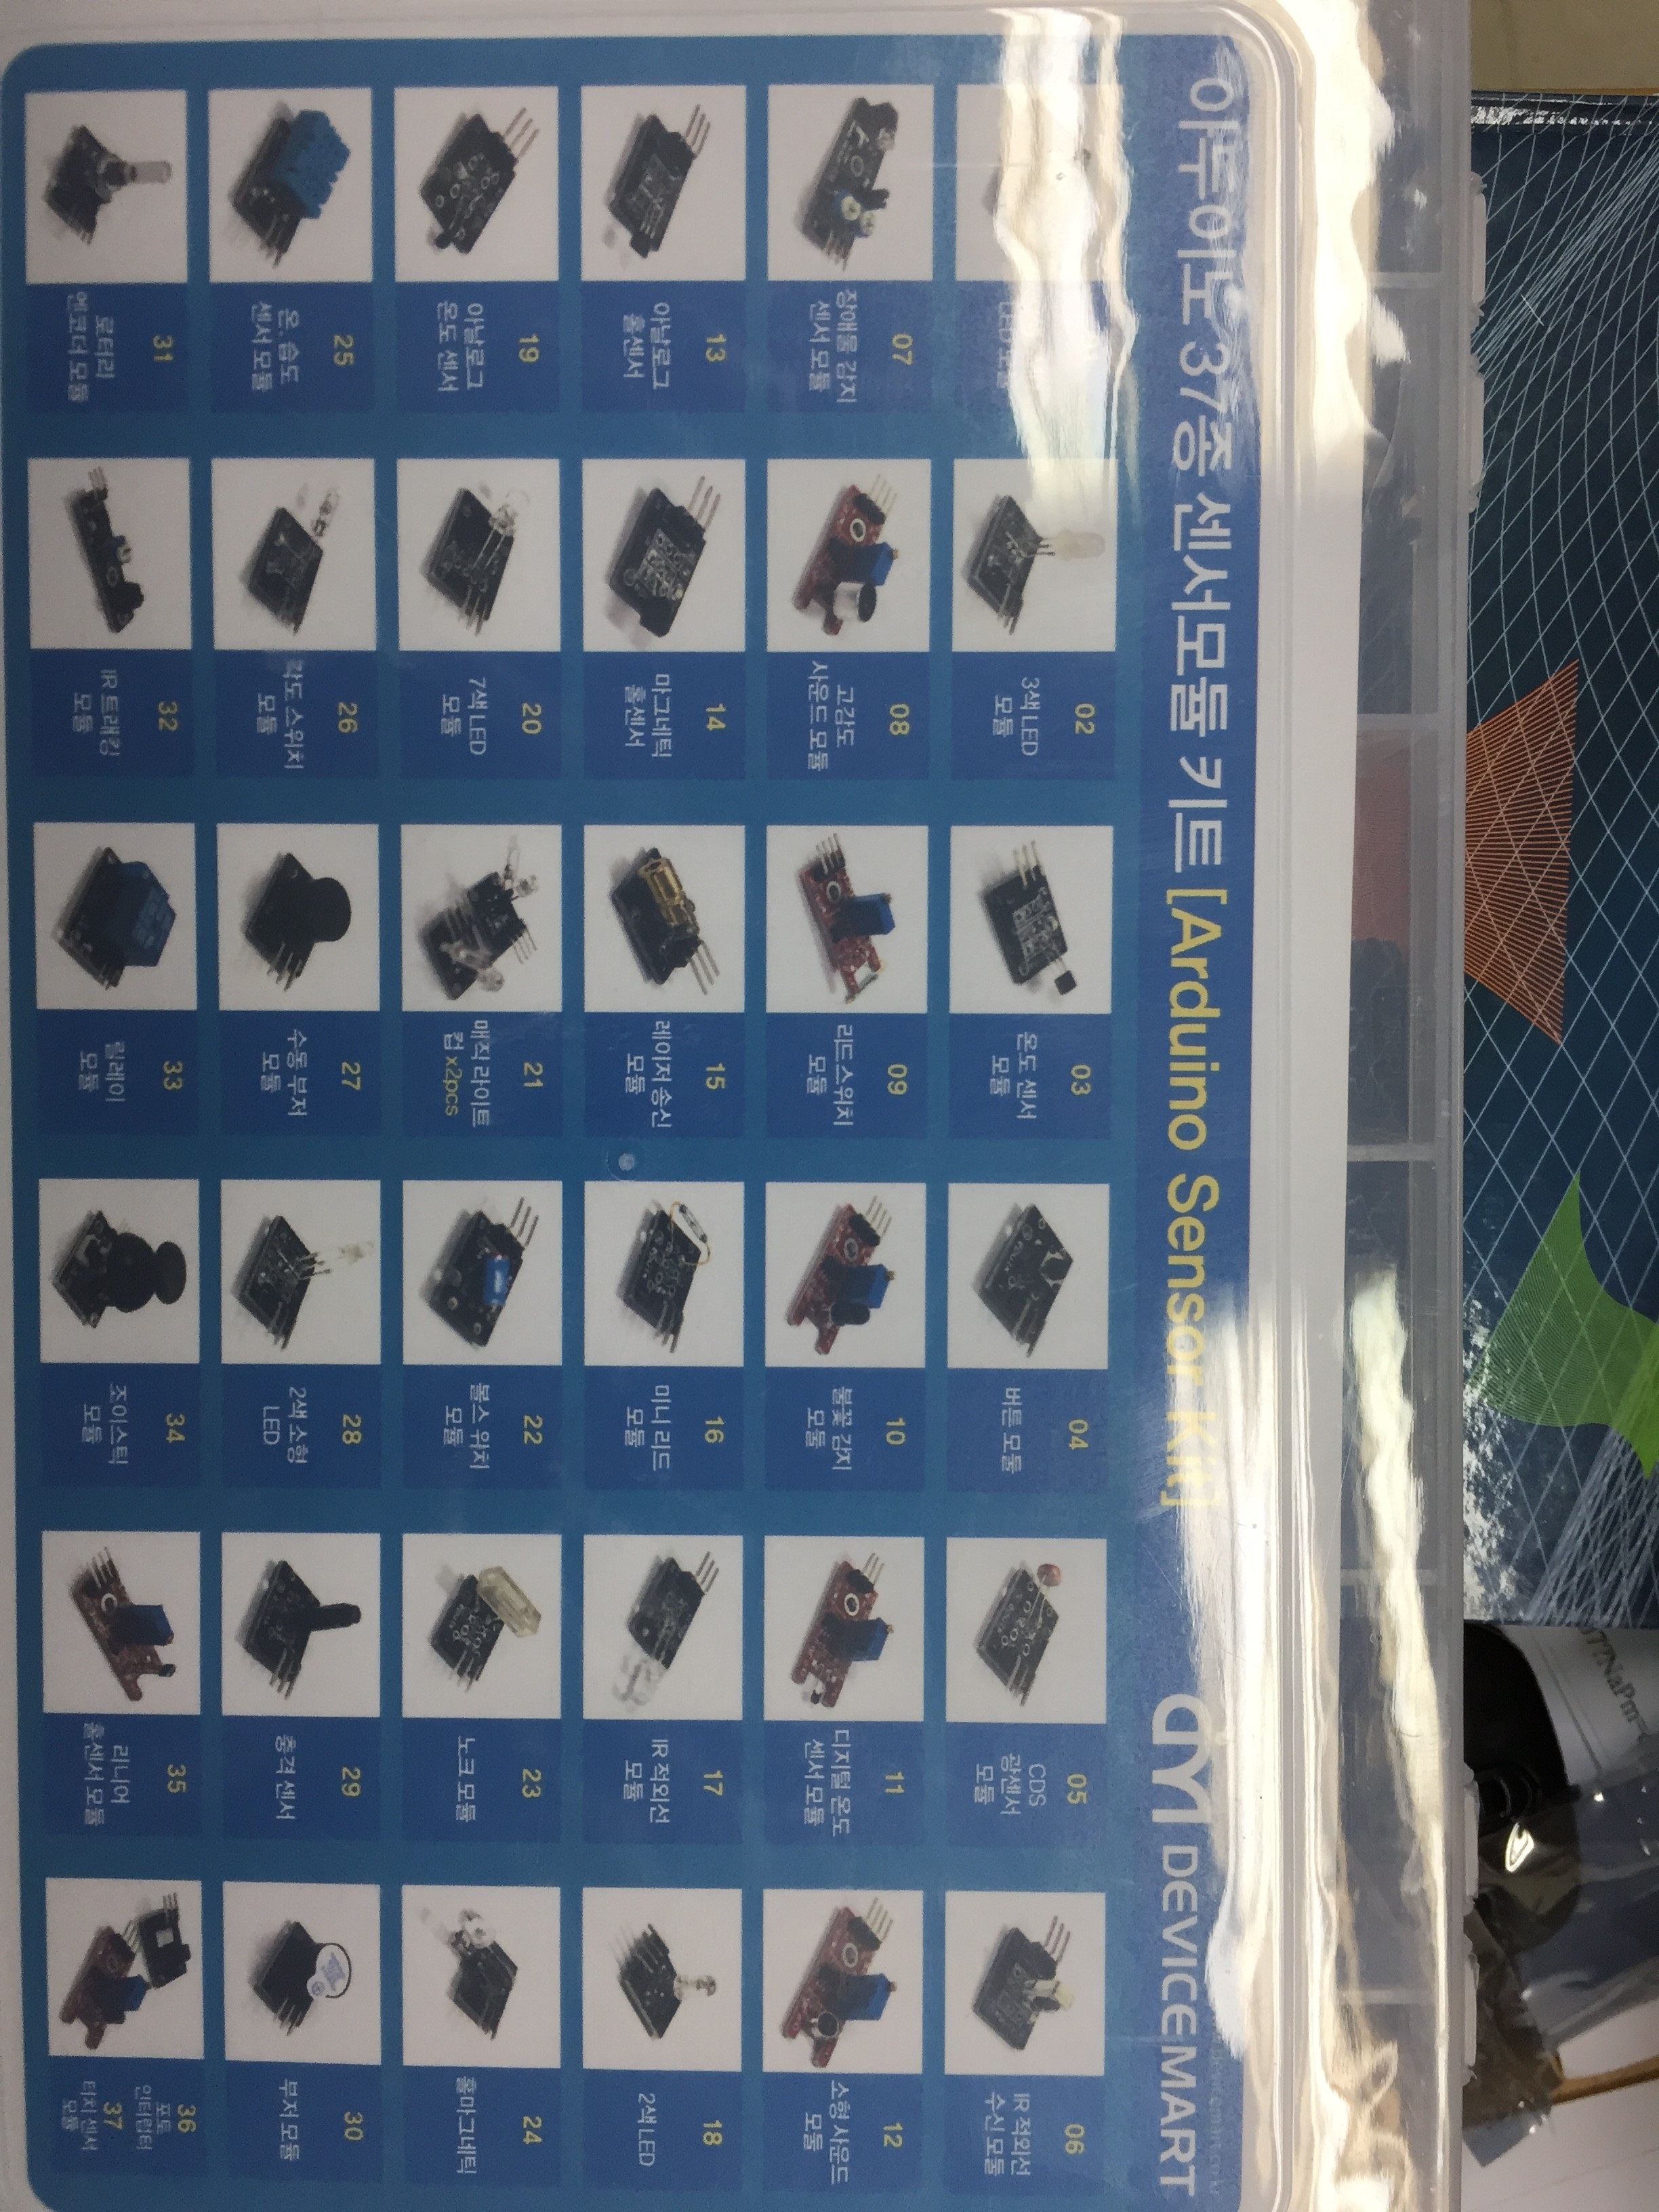 아두이노 37종 센서모듈 키트 [Arduino Sensor Kit]
DEVICEMART
LED 모듈
02
3색 LED
모듈
03
온도 센서
모듈
04
버튼 모듈
05
CDS
광센서
모듈
06
IR 적외선
수신 모듈
07
장애물 감지
센서 모듈
08
고감도
사운드 모듈
09
리드 스위치
모듈
10
불꽃 감지
모듈
11
디지털 온도
센서 모듈
12
소형 사운드
모듈
13
아날로그
홀센서
14
마그네틱
홀센서
15
레이저 송신
모듈
16
미니 리드
모듈
17
IR 적외선
모듈
18
2색 LED
19
아날로그
온도 센서
20
7색 LED
모듈
21
매직 라이트
컵 x2pcs
22
볼스 위치
모듈
23
노크 모듈
24
홀마그네틱
25
온.습도
센서 모듈
26
각도 스위치
모듈
27
수동 부저
모듈
28
2색 소형
LED
29
충격 센서
30
부저 모듈
31
로터리
엔코더 모듈
32
IR 트래킹
모듈
33
릴레이
모듈
34
조이스틱
모듈
35
리니어
홀센서 모듈
36
포토
인터럽터
37
터치 센서
모듈